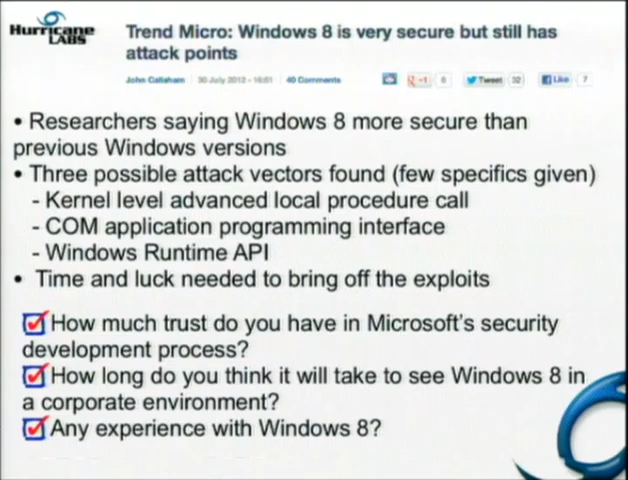 Hurricane
LABS
Trend Micro: Windows 8 is very secure but still has
attack points
John Callaham 30 July 2012 - 16:51 40 Comments
+1 6 Tweet 32 Like 7
• Researchers saying Windows 8 more secure than
previous Windows versions
• Three possible attack vectors found (few specifics given)
- Kernel level advanced local procedure call
- COM application programming interface
- Windows Runtime API
• Time and luck needed to bring off the exploits
How much trust do you have in Microsoft's security
development process?
How long do you think it will take to see Windows 8 in
a corporate environment?
Any experience with Windows 8?